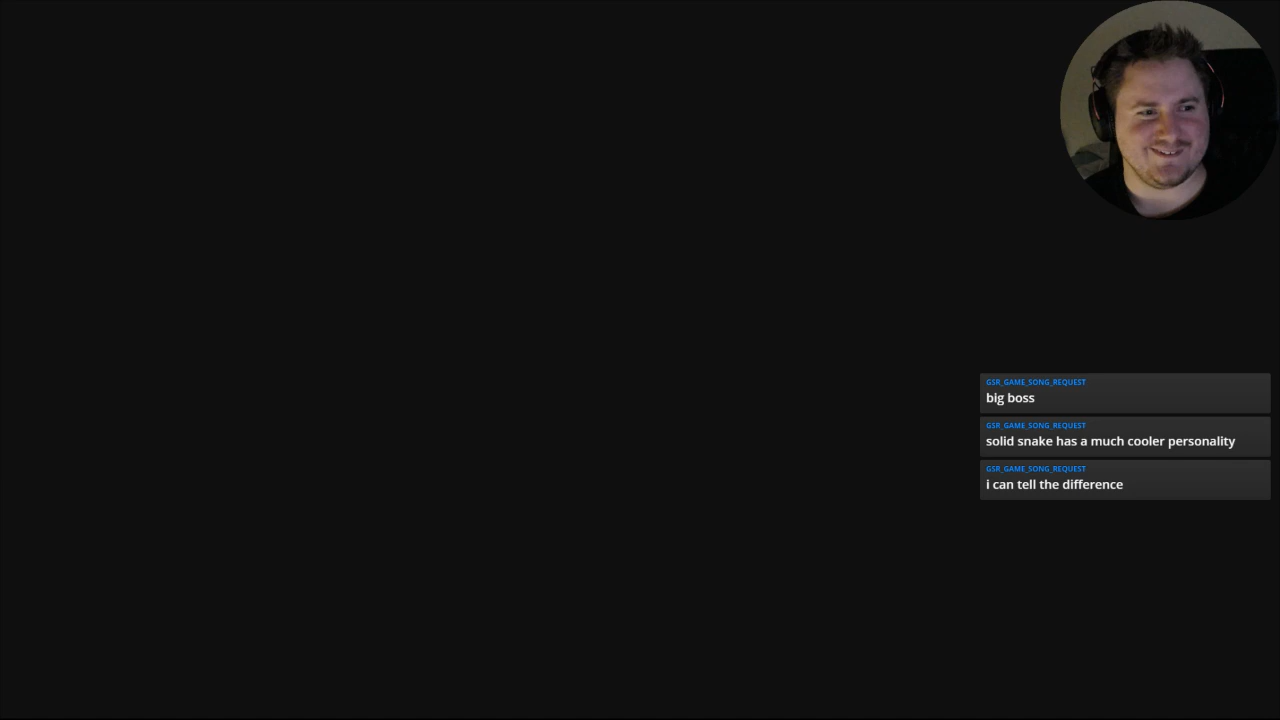 GSR_GAME_SONG_REQUEST
big boss
GSR_GAME_SONG_REQUEST
solid snake has a much cooler personality
GSR_GAME_SONG_REQUEST
i can tell the difference